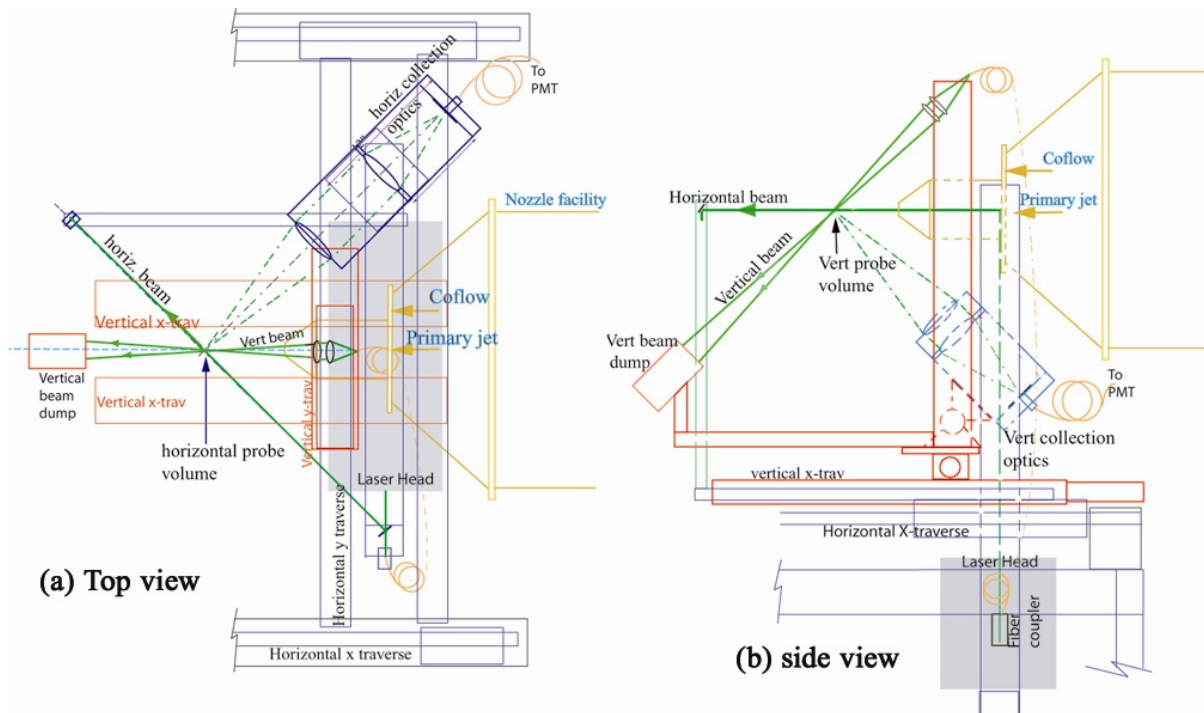 horiz collection
optics
To
PMT
horiz. beam
Nozzle facility
Coflow
Primary jet
Vertical x-trav
Vert beam
Vertical
beam
dump
Vertical x-trav
Vertical y-trav
horizontal probe
volume
Laser Head
Horizontal y traverse
(a) Top view
Horizontal x traverse
Coflow
Horizontal beam
Primary jet
Vertical beam
Vert probe
volume
Vert beam
dump
To
PMT
Vert collection
optics
vertical x-trav
Horizontal X-traverse
Laser Head
Fiber
coupler
(b) side view